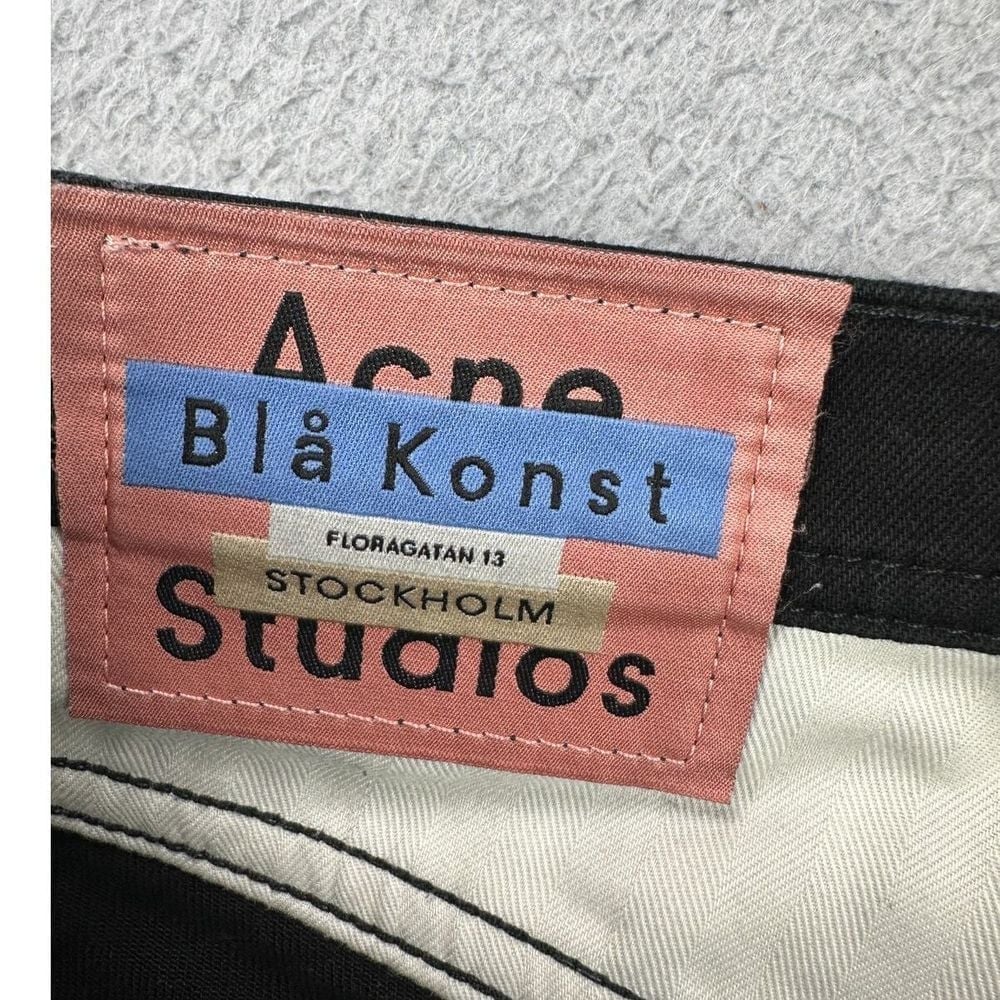 Acne
Blå Konst
FLORAGATAN 13
STOCKHOLM
Studios